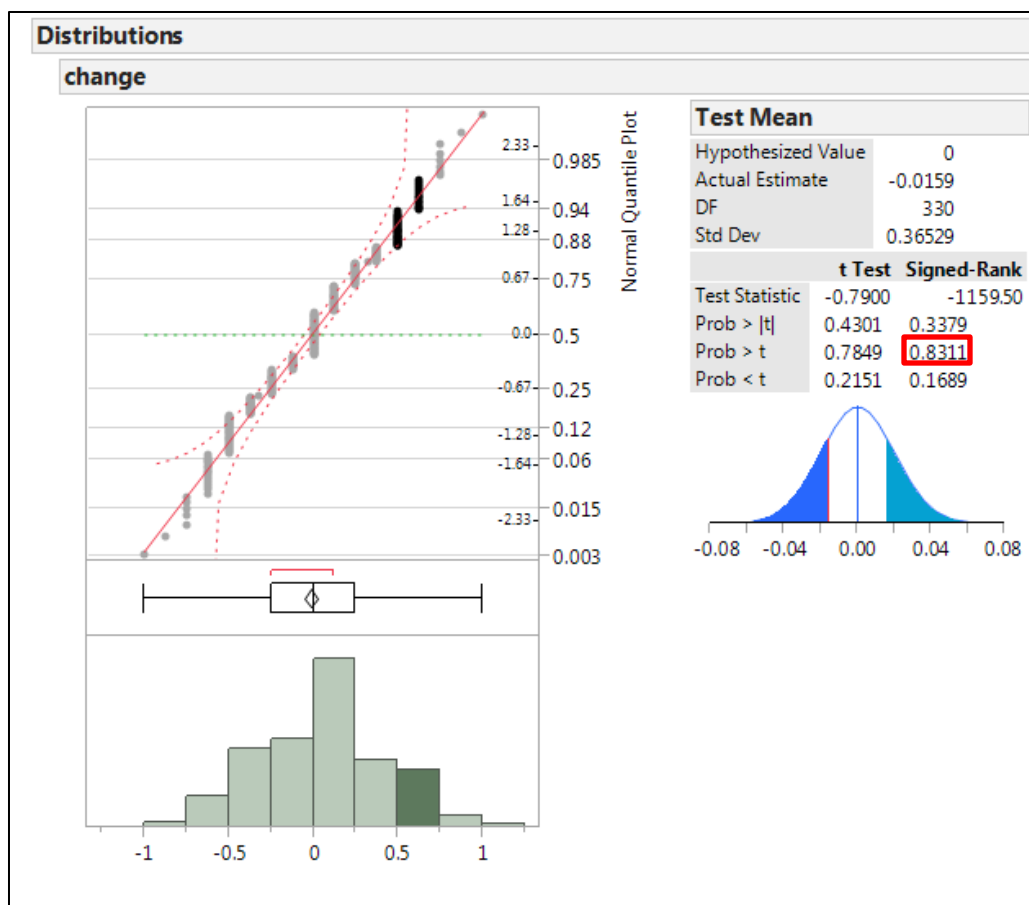 Distributions
change
2.33
0.985
1.64
0.94
1.28
0.88
0.67
0.75
0.0
0.5
-0.67
0.25
-1.28
0.12
-1.64
0.06
0.015
-2.33
0.003
Normal Quantile Plot
-1 -0.5 0 0.5 1
Test Mean
Hypothesized Value 0
Actual Estimate -0.0159
DF 330
Std Dev 0.36529
t Test Signed-Rank
Test Statistic -0.7900 -1159.50
Prob > |t| 0.4301 0.3379
Prob > t 0.7849 0.8311
Prob < t 0.2151 0.1689
-0.08 -0.04 0.00 0.04 0.08